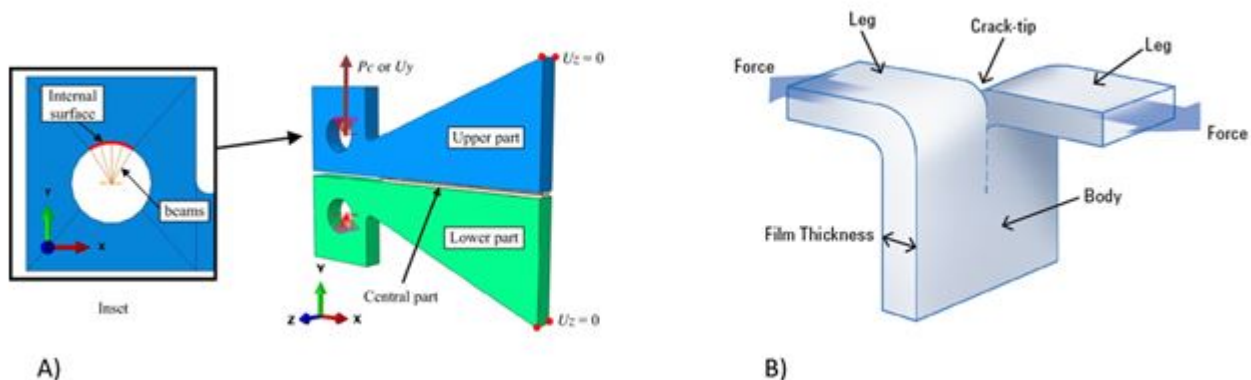 Internal
surface
beams
Y
X
Inset
Pc or Uy
Uz = 0
Upper part
Lower part
Central part
Y
Z
X
Uz = 0
A)
Leg
Crack-tip
Leg
Force
Force
Body
Film Thickness
B)